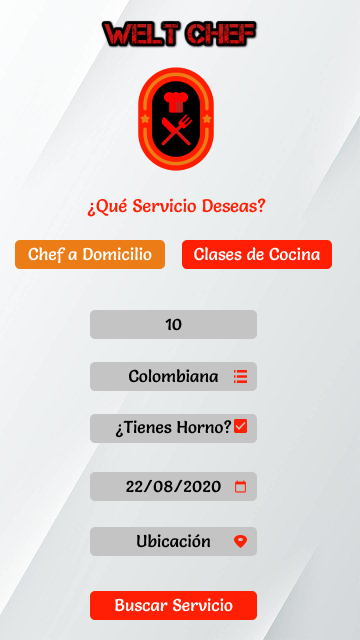 WELT CHEF
¿Qué Servicio Deseas?
Chef a Domicilio
Clases de Cocina
10
Colombiana
¿Tienes Horno?
22/08/2020
Ubicación
Buscar Servicio